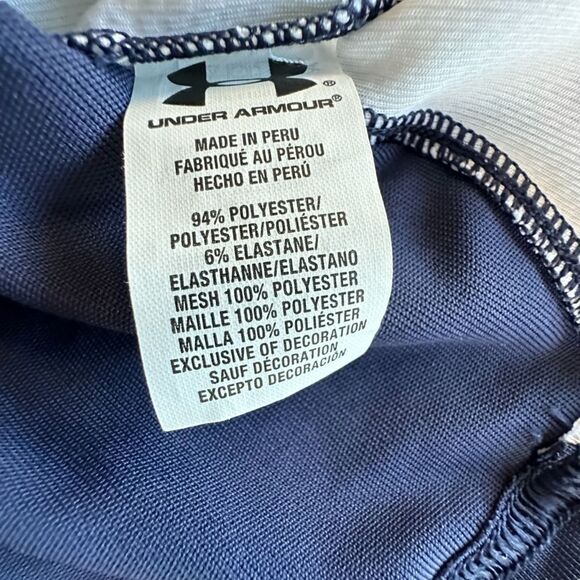 UNDER ARMOUR®
MADE IN PERU
FABRIQUÉ AU PÉROU
HECHO EN PERÚ
94% POLYESTER/
POLYESTER/POLIÉSTER
6% ELASTANE/
ELASTHANNE/ELASTANO
MESH 100% POLYESTER
MAILLE 100% POLYESTER
MALLA 100% POLIÉSTER
EXCLUSIVE OF DECORATION
SAUF DÉCORATION
EXCEPTO DECORACIÓN